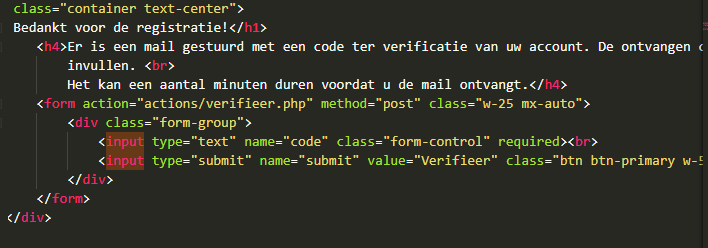 class="container text-center">
Bedankt voor de registratie!</h1>
<h4>Er is een mail gestuurd met een code ter verificatie van uw account. De ontvangen
invullen. <br>
Het kan een aantal minuten duren voordat u de mail ontvangt.</h4>
<form action="actions/verifieer.php" method="post" class="w-25 mx-auto">
<div class="form-group">
<input type="text" name="code" class="form-control" required><br>
<input type="submit" name="submit" value="Verifieer" class="btn btn-primary w-5
</div>
</form>
</div>